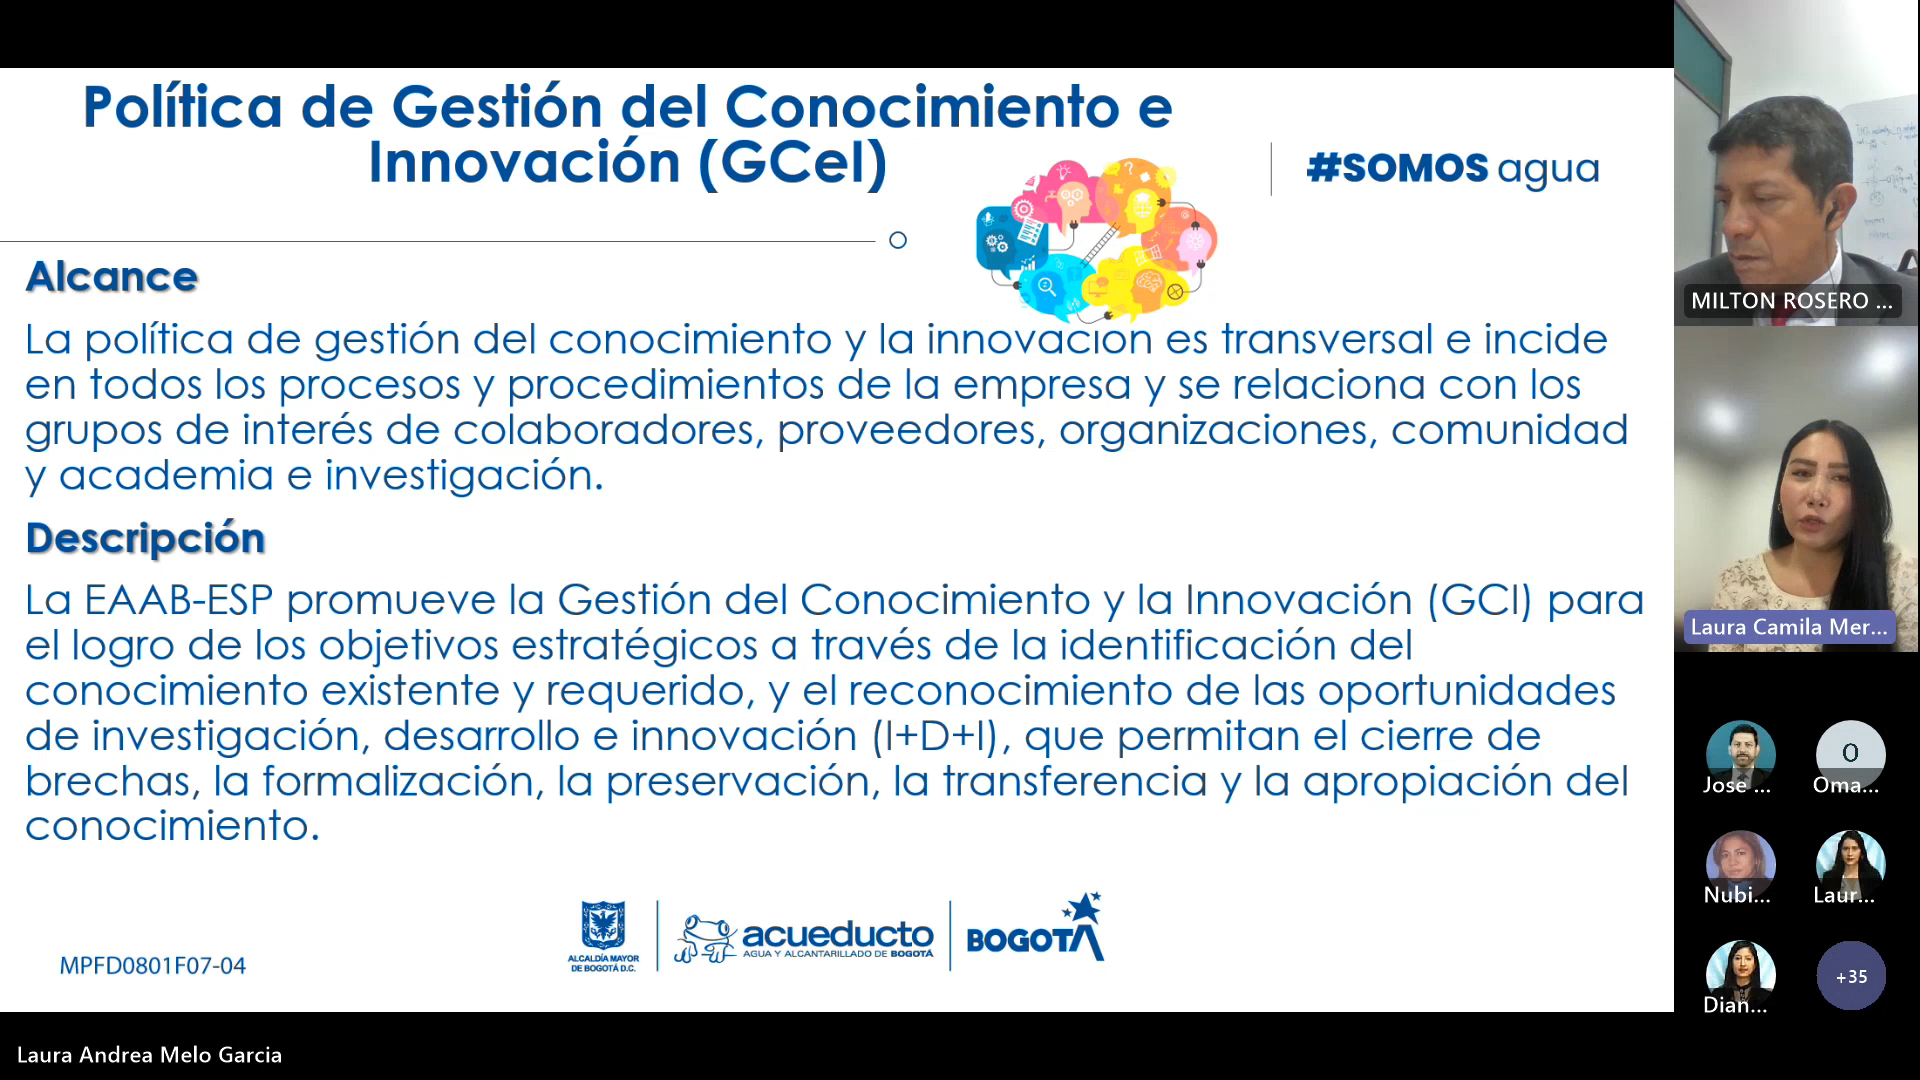 Política de Gestión del Conocimiento e
Innovación (GCeI)
#SOMOS agua
Alcance
La política de gestión del conocimiento y la innovación es transversal e incide
en todos los procesos y procedimientos de la empresa y se relaciona con los
grupos de interés de colaboradores, proveedores, organizaciones, comunidad
y academia e investigación.
Descripción
La EAAB-ESP promueve la Gestión del Conocimiento y la Innovación (GCI) para
el logro de los objetivos estratégicos a través de la identificación del
conocimiento existente y requerido, y el reconocimiento de las oportunidades
de investigación, desarrollo e innovación (I+D+I), que permitan el cierre de
brechas, la formalización, la preservación, la transferencia y la apropiación del
conocimiento.
MPFD0801F07-04
ALCALDÍA MAYOR
DE BOGOTÁ D.C.
acueducto
AGUA Y ALCANTARILLADO DE BOGOTÁ
BOGOTÁ
MILTON ROSERO ...
Laura Camila Mer...
Jose ...
O
Oma...
Nubi...
Laur...
Dian...
+35
Laura Andrea Melo Garcia